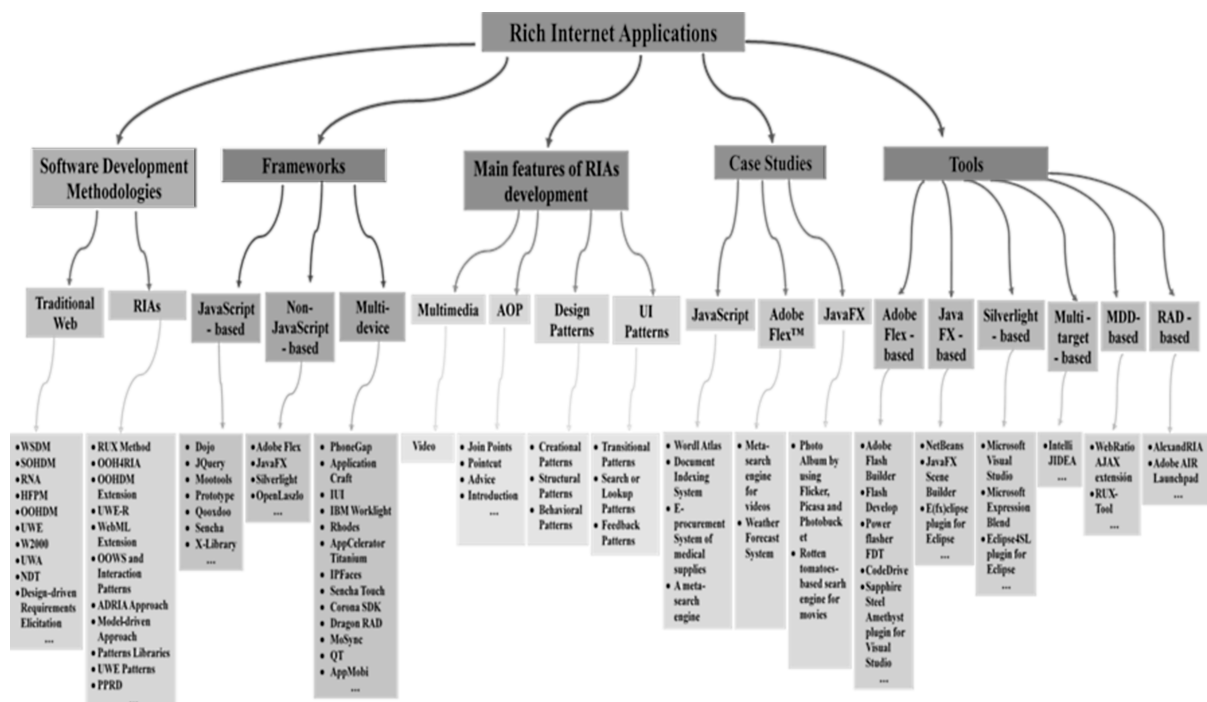 Rich Internet Applications
Software Development
Methodologies
Frameworks
Main features of RIAs
development
Case Studies
Tools
Traditional
Web
RIAs
JavaScript
- based
Non-
JavaScript
- based
Multi-
device
Multimedia
AOP
Design
Patterns
UI
Patterns
JavaScript
Adobe
Flex™
JavaFX
Adobe
Flex -
based
Java
FX -
based
Silverlight
- based
Multi -
target
- based
MDD-
based
RAD -
based
•WSDM
•SOHDM
•RNA
•HFPM
•OOHDM
•UWE
•W2000
•UWA
•NDT
•Design-driven
Requirements
Elicitation
...
•RUX Method
•OOH4RIA
•OOHDM
Extension
•UWE-R
•WebML
Extension
•OOWS and
Interaction
Patterns
•ADRIA Approach
•Model-driven
Approach
•Patterns Libraries
•UWE Patterns
•PPRD
...
• Dojo
• JQuery
• Mootools
• Prototype
• Qooxdoo
• Sencha
• X-Library
•Adobe Flex
•JavaFX
•Silverlight
•OpenLaszlo
...
• PhoneGap
• Application
Craft
• IUI
• IBM Worklight
• Rhodes
• AppCelerator
Titanium
• IPFaces
• Sencha Touch
• Corona SDK
• Dragon RAD
• MoSync
• QT
• AppMobi
...
Video
• Join Points
• Pointcut
• Advice
• Introduction
...
• Creational
Patterns
• Structural
Patterns
• Behavioral
Patterns
• Transitional
Patterns
• Search or
Lookup
Patterns
• Feedback
Patterns
• Wordl Atlas
• Document
Indexing
System
• E-
procurement
System of
medical
supplies
• A meta-
search
engine
• Meta-
search
engine
for
videos
• Weather
Forecast
System
• Photo
Album by
using
Flicker,
Picasa and
Photobuck
et
• Rotten
tomatoes-
based searh
engine for
movies
• Adobe
Flash
Builder
• Flash
Develop
• Power
flasher
FDT
• CodeDrive
• Sapphire
Steel
Amethyst
plugin for
Visual
Studio
...
• NetBeans
• JavaFX
Scene
Builder
• E(fx)clipse
plugin for
Eclipse
...
• Microsoft
Visual
Studio
• Microsoft
Expression
Blend
• Eclipse4SL
plugin for
Eclipse
...
•Intelli
JIDEA
...
•WebRatio
AJAX
extensión
•RUX-
Tool
...
•AlexandRIA
•Adobe AIR
Launchpad
...